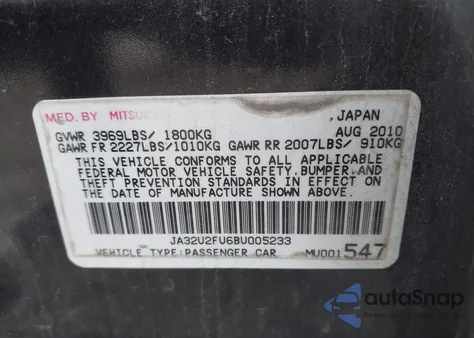 MFD. BY MITSU , JAPAN
GVWR 3969LBS/ 1800KG AUG 2010
GAWR FR 2227LBS/1010KG GAWR RR 2007LBS/ 910KG
THIS VEHICLE CONFORMS TO ALL APPLICABLE
FEDERAL MOTOR VEHICLE SAFETY, BUMPER, AND
THEFT PREVENTION STANDARDS IN EFFECT ON
THE DATE OF MANUFACTURE SHOWN ABOVE.
JA32U2FU6BU005233
VEHICLE TYPE:PASSENGER CAR MU001547
autoSnap